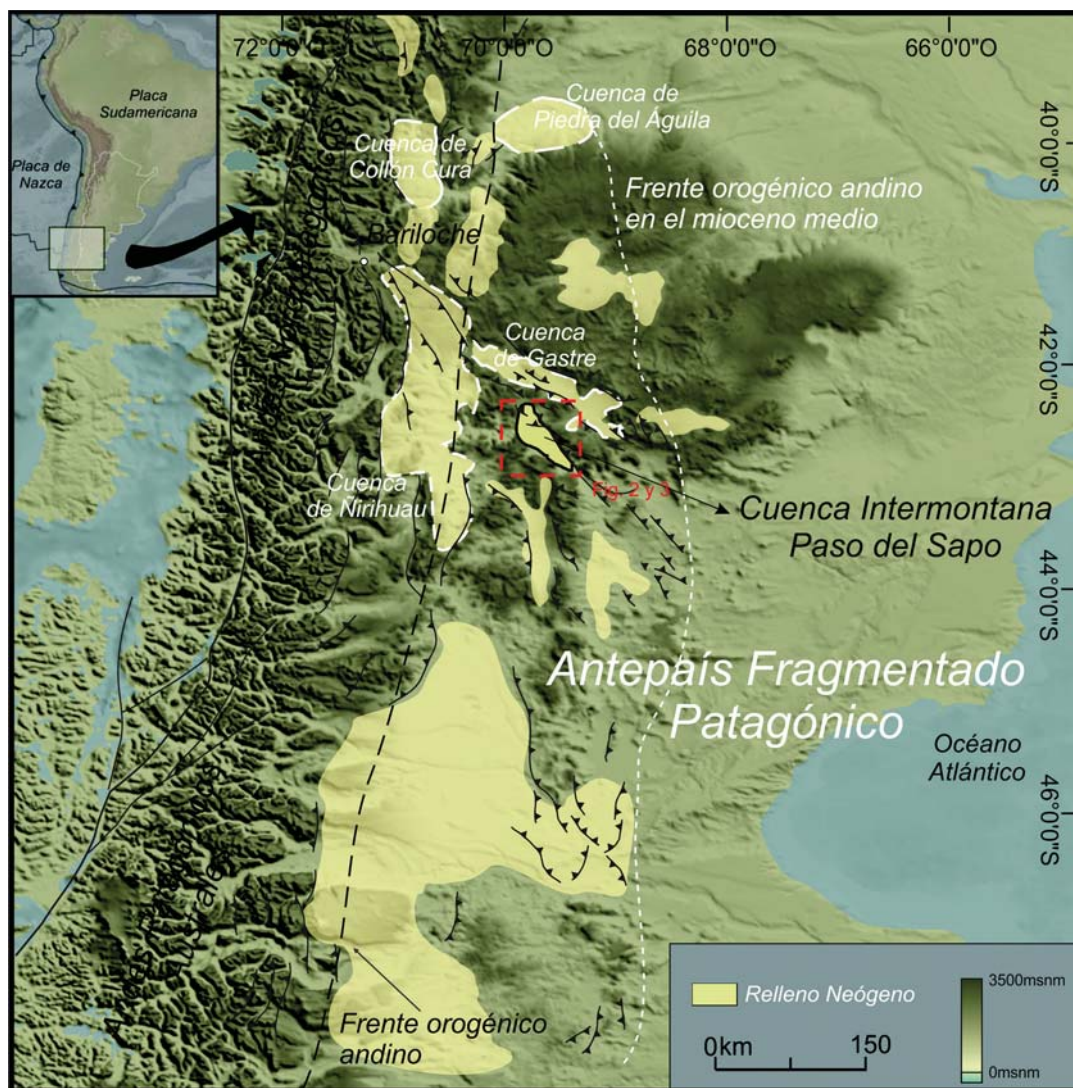 72°0'0"O
70°0'0"O
68°0'0"O
66°0'0"O
Placa
Sudamericana
Placa de
Nazca
Cuenca de
Piedra del Águila
Cuenca de
Collón Cura
40°0'0"S
Frente orogénico andino
en el mioceno medio
Bariloche
Cuenca
de Gastre
42°0'0"S
Cuenca
de Ñirihuau
Fig. 2 y 3
Cuenca Intermontana
Paso del Sapo
44°0'0"S
Antepaís Fragmentado
Patagónico
Océano
Atlántico
46°0'0"S
Frente orogénico
andino
Relleno Neógeno
0km
150
3500msnm
0msnm